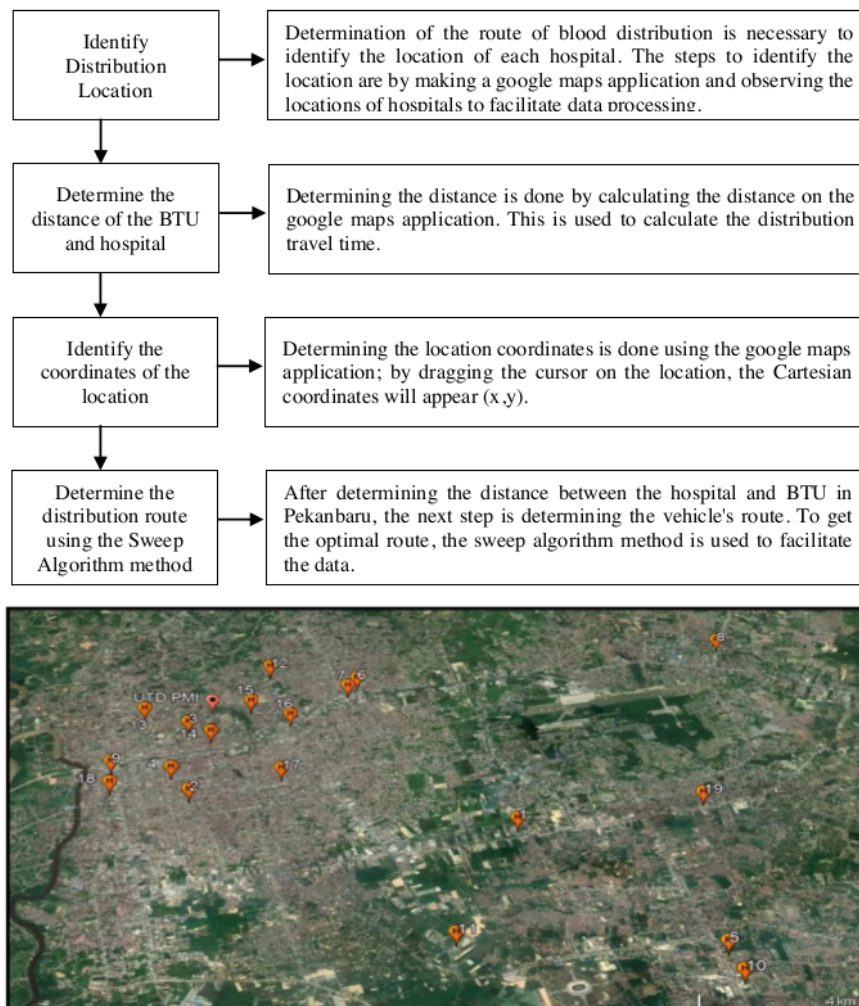 Identify
Distribution
Location
Determination of the route of blood distribution is necessary to
identify the location of each hospital. The steps to identify the
location are by making a google maps application and observing the
locations of hospitals to facilitate data processing.
Determine the
distance of the BTU
and hospital
Determining the distance is done by calculating the distance on the
google maps application. This is used to calculate the distribution
travel time.
Identify the
coordinates of the
location
Determining the location coordinates is done using the google maps
application; by dragging the cursor on the location, the Cartesian
coordinates will appear (x,y).
Determine the
distribution route
using the Sweep
Algorithm method
After determining the distance between the hospital and BTU in
Pekanbaru, the next step is determining the vehicle's route. To get
the optimal route, the sweep algorithm method is used to facilitate
the data.
8
12
7 6
UTD PMI
15
16
13
3
14
9
4
17
18
2
19
1
11
5
10
4 km